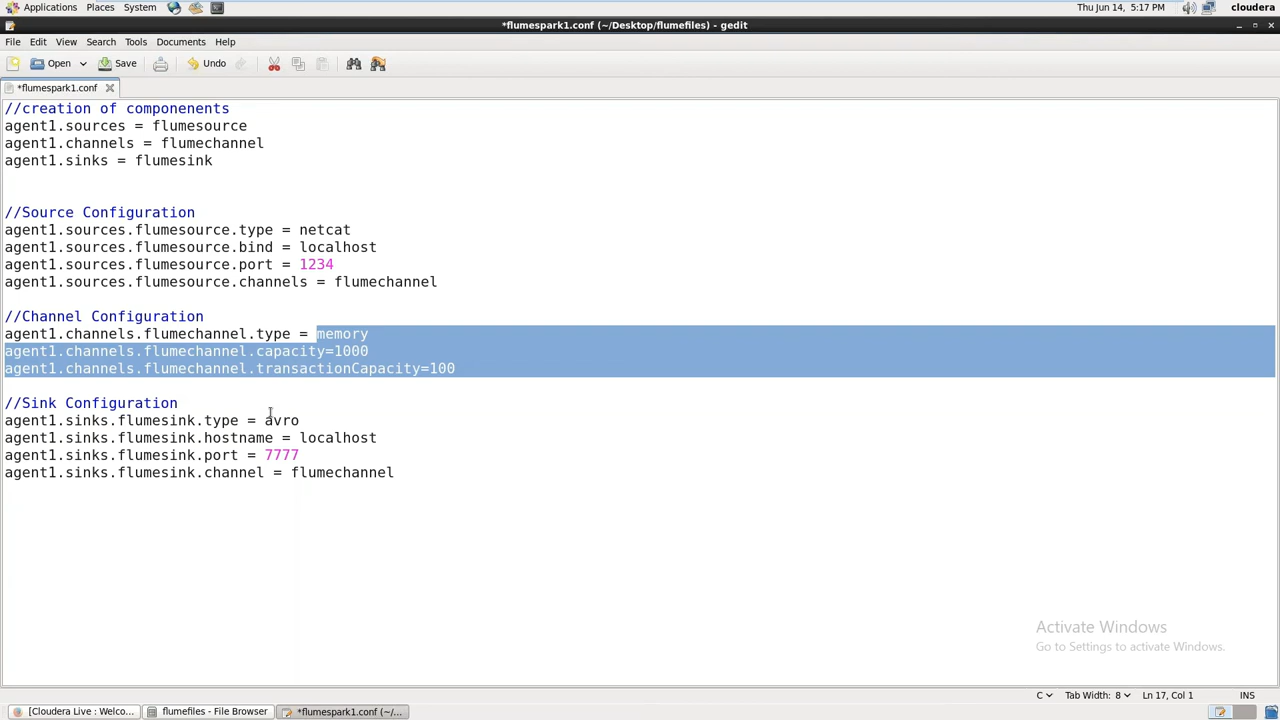 Applications Places System
Thu Jun 14, 5:17 PM
cloudera
*flumespark1.conf (~/Desktop/flumefiles) - gedit
File Edit View Search Tools Documents Help
Open Save Undo
*flumespark1.conf
//creation of componenents
agent1.sources = flumesource
agent1.channels = flumechannel
agent1.sinks = flumesink
//Source Configuration
agent1.sources.flumesource.type = netcat
agent1.sources.flumesource.bind = localhost
agent1.sources.flumesource.port = 1234
agent1.sources.flumesource.channels = flumechannel
//Channel Configuration
agent1.channels.flumechannel.type = memory
agent1.channels.flumechannel.capacity=1000
agent1.channels.flumechannel.transactionCapacity=100
//Sink Configuration
agent1.sinks.flumesink.type = avro
agent1.sinks.flumesink.hostname = localhost
agent1.sinks.flumesink.port = 7777
agent1.sinks.flumesink.channel = flumechannel
Activate Windows
Go to Settings to activate Windows.
C Tab Width: 8 Ln 17, Col 1 INS
[Cloudera Live : Welco... flumefiles - File Browser *flumespark1.conf (~/...